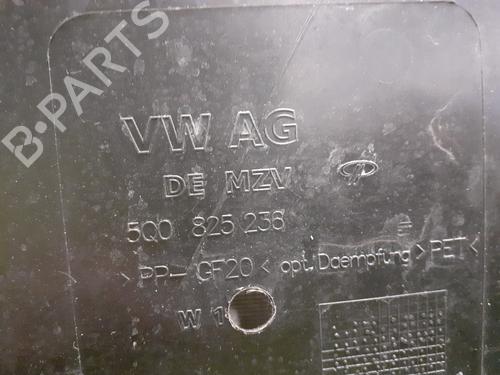 B-PARTS
VW AG
DE MZV
5Q0 825 236
>PP-GF20< opt. Daempfung >PET<
W 1